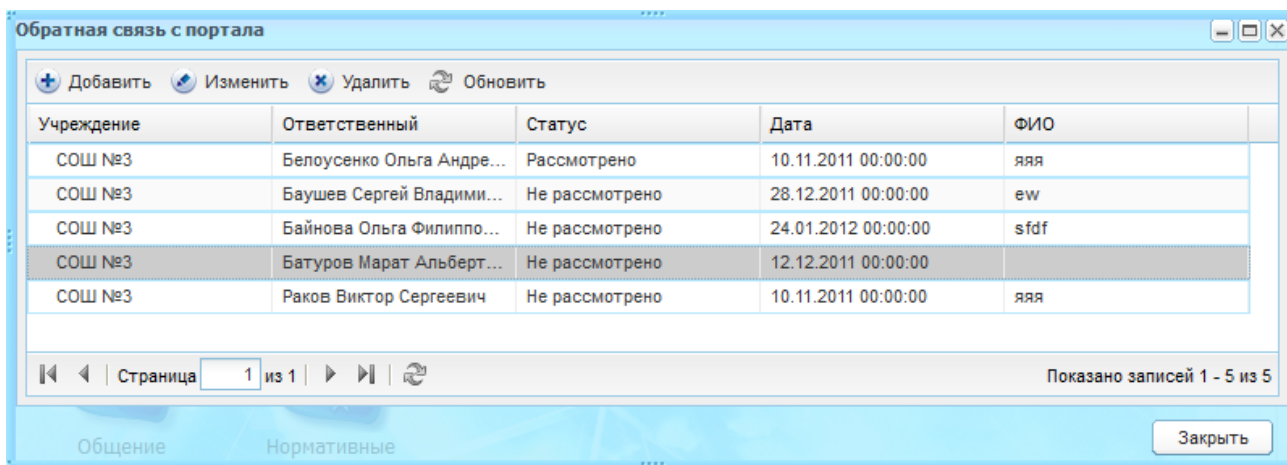 Обратная связь с портала
Добавить Изменить Удалить Обновить
Учреждение Ответственный Статус Дата ФИО
СОШ №3 Белоусенко Ольга Андре... Рассмотрено 10.11.2011 00:00:00 яяя
СОШ №3 Баушев Сергей Владими... Не рассмотрено 28.12.2011 00:00:00 ew
СОШ №3 Байнова Ольга Филиппо... Не рассмотрено 24.01.2012 00:00:00 sfdf
СОШ №3 Батуров Марат Альберт... Не рассмотрено 12.12.2011 00:00:00
СОШ №3 Раков Виктор Сергеевич Не рассмотрено 10.11.2011 00:00:00 яяя
Страница 1 из 1 Показано записей 1 - 5 из 5
Общение Нормативные Закрыть